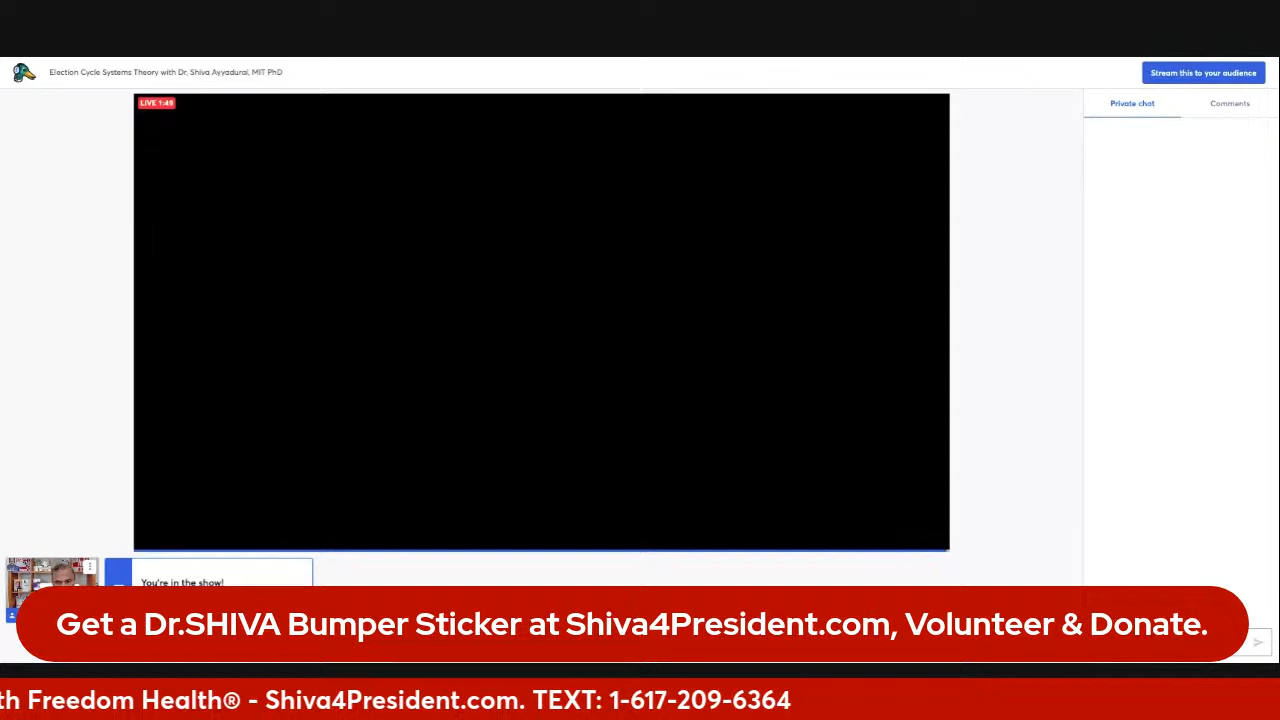 Election Cycle Systems Theory with Dr, Shiva Ayyadurai, MIT PhD
Stream this to your audience
LIVE 1:49
Private chat
Comments
You're in the show!
Get a Dr.SHIVA Bumper Sticker at Shiva4President.com, Volunteer & Donate.
th Freedom Health® - Shiva4President.com. TEXT: 1-617-209-6364